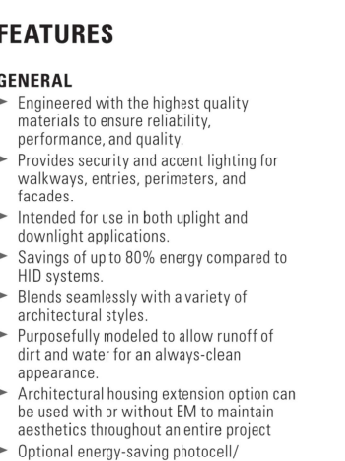 FEATURES
GENERAL
► Engineered with the highest quality
materials to ensure reliability,
performance, and quality
► Provides security and accent lighting for
walkways, entries, perimeters, and
facades.
► Intended for use in both uplight and
downlight applications.
► Savings of up to 80% energy compared to
HID systems.
► Blends seamlessly with a variety of
architectural styles.
► Purposefully modeled to allow runoff of
dirt and water for an always-clean
appearance.
► Architectural housing extension option can
be used with or without EM to maintain
aesthetics throughout an entire project
► Optional energy-saving photocell/